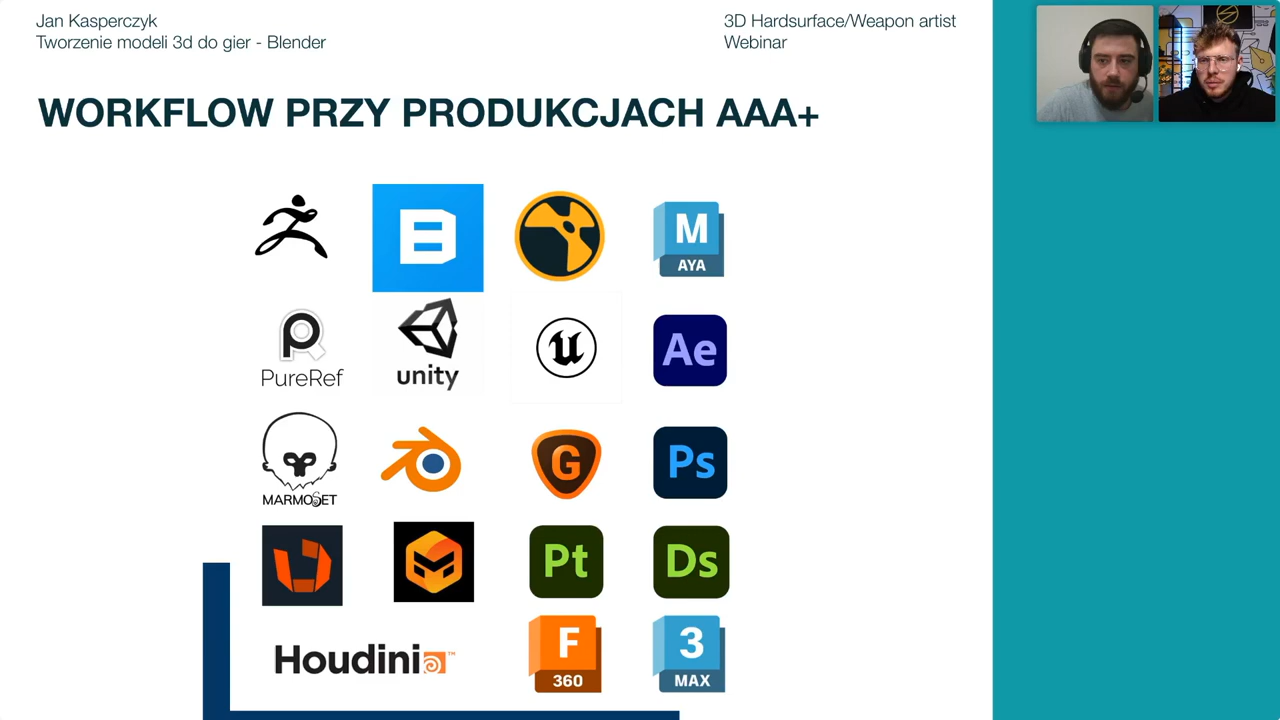 Jan Kasperczyk
Tworzenie modeli 3d do gier - Blender
3D Hardsurface/Weapon artist
Webinar
WORKFLOW PRZY PRODUKCJACH AAA+
B
M
AYA
PureRef
unity
u
Ae
MARMOSET
G
Ps
U
M
Pt
Ds
Houdini™
F
360
3
MAX